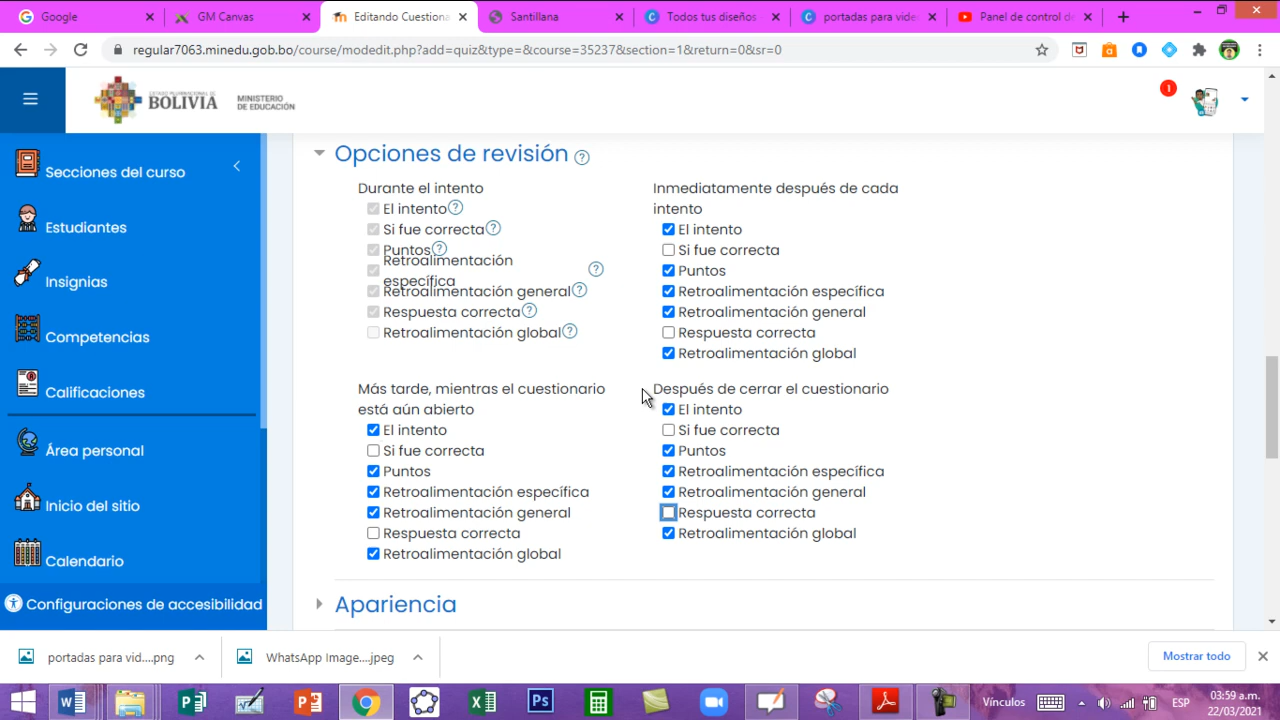 Google
GM Canvas
Editando Cuestiona
Santillana
Todos tus diseños
portadas para vide
Panel de control d
regular7063.minedu.gob.bo/course/modedit.php?add=quiz&type=&course=35237&section=1&return=0&sr=0
BOLIVIA
MINISTERIO
DE EDUCACIÓN
1
Secciones del curso
Estudiantes
Insignias
Competencias
Calificaciones
Área personal
Inicio del sitio
Calendario
Configuraciones de accesibilidad
Opciones de revisión
Durante el intento
El intento
Si fue correcta
Puntos
Retroalimentación
específica
Retroalimentación general
Respuesta correcta
Retroalimentación global
Inmediatamente después de cada
intento
El intento
Si fue correcta
Puntos
Retroalimentación específica
Retroalimentación general
Respuesta correcta
Retroalimentación global
Más tarde, mientras el cuestionario
está aún abierto
El intento
Si fue correcta
Puntos
Retroalimentación específica
Retroalimentación general
Respuesta correcta
Retroalimentación global
Después de cerrar el cuestionario
El intento
Si fue correcta
Puntos
Retroalimentación específica
Retroalimentación general
Respuesta correcta
Retroalimentación global
Apariencia
portadas para vid....png
WhatsApp Image....jpeg
Mostrar todo
Vínculos
ESP
03:59 a.m.
22/03/2021